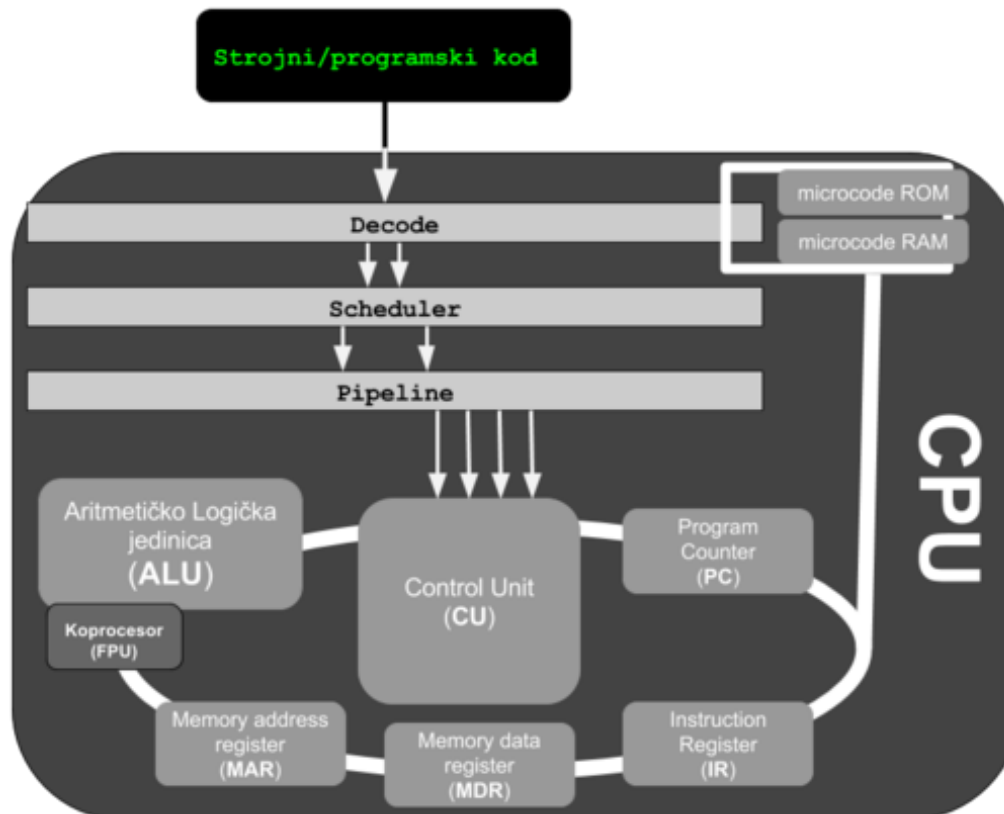 Strojni/programski kod
microcode ROM
Decode
microcode RAM
Scheduler
Pipeline
CPU
Aritmetičko Logička
jedinica
(ALU)
Program
Counter
(PC)
Control Unit
(CU)
Koprocesor
(FPU)
Memory address
register
(MAR)
Memory data
register
(MDR)
Instruction
Register
(IR)